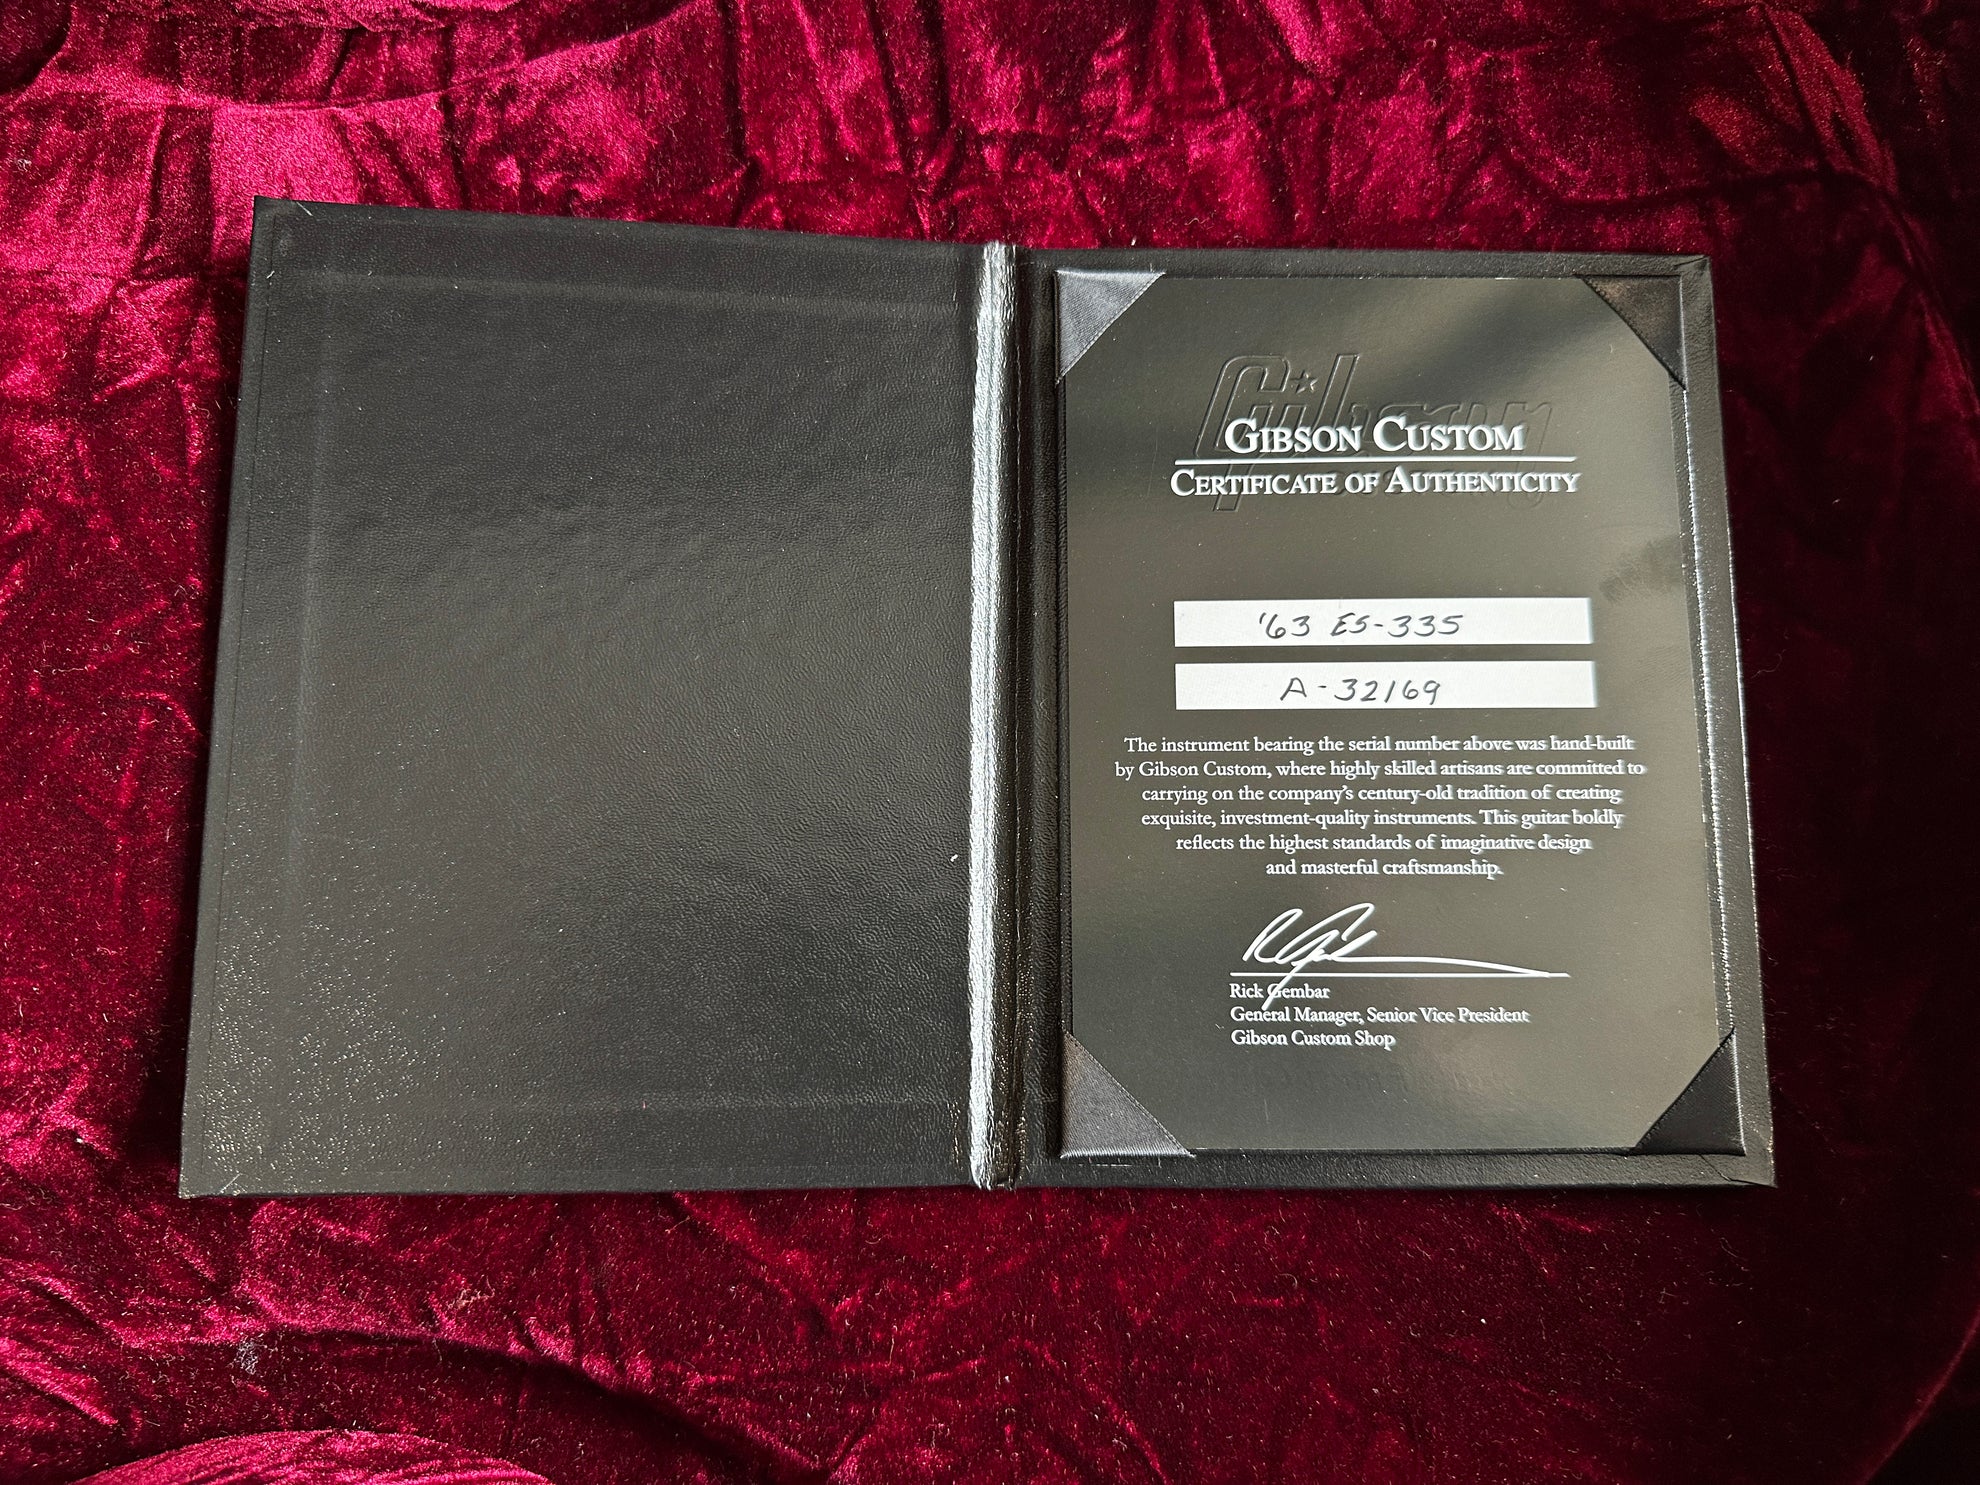 Gibson
GIBSON CUSTOM
CERTIFICATE OF AUTHENTICITY
'63 ES-335
A-32169
The instrument bearing the serial number above was hand-built
by Gibson Custom, where highly skilled artisans are committed to
carrying on the company's century-old tradition of creating
exquisite, investment-quality instruments. This guitar boldly
reflects the highest standards of imaginative design
and masterful craftsmanship.
Rick Gembar
General Manager, Senior Vice President
Gibson Custom Shop